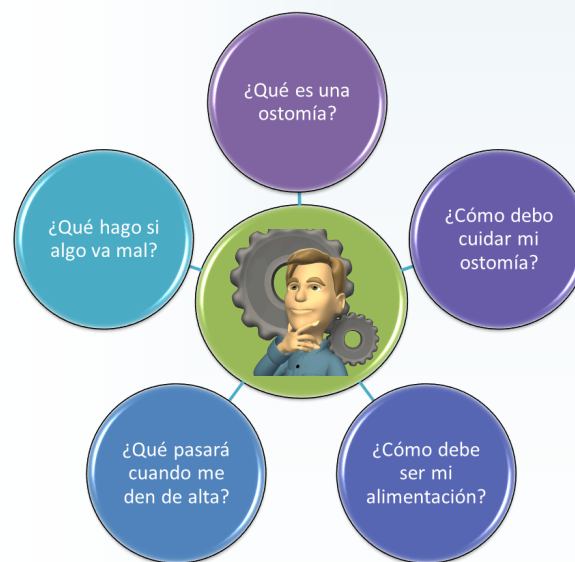 ¿Qué es una
ostomía?
¿Cómo debo
cuidar mi
ostomía?
¿Cómo debe
ser mi
alimentación?
¿Qué pasará
cuando me
den de alta?
¿Qué hago si
algo va mal?